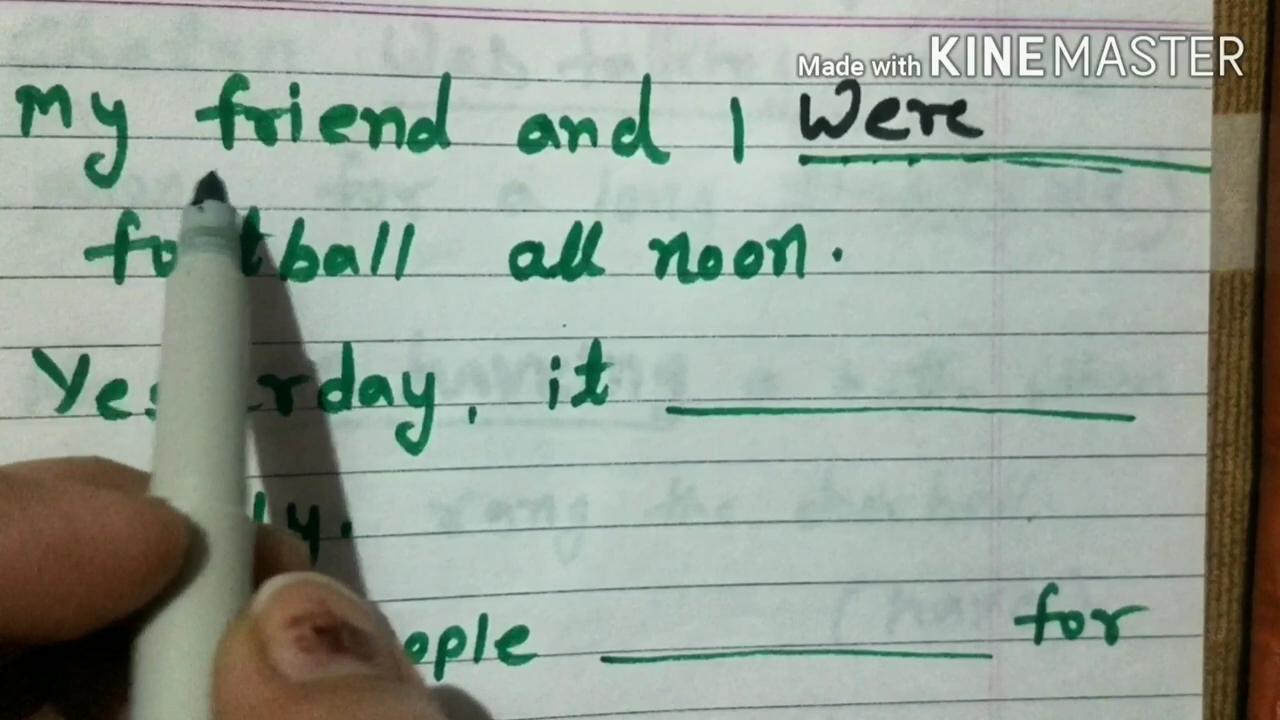 Made with KINEMASTER
My friend and I Were
football all noon.
Yesterday, it
for